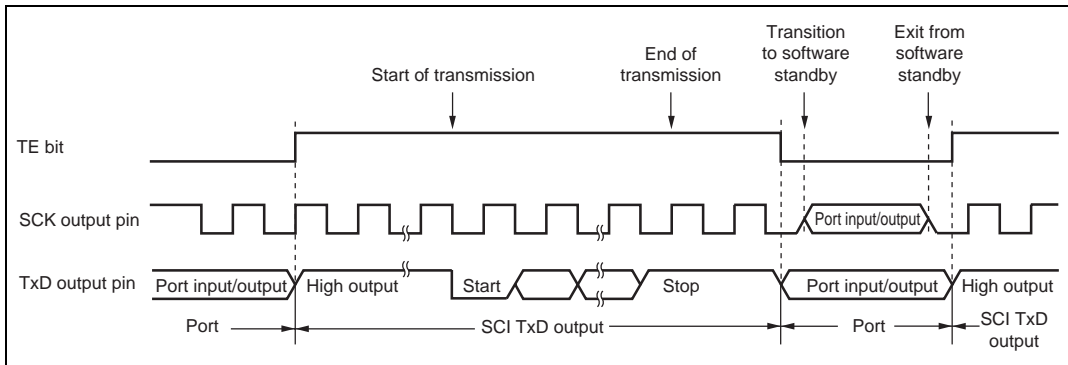 Start of transmission
End of
transmission
Transition
to software
standby
Exit from
software
standby
TE bit
SCK output pin
Port input/output
TxD output pin
Port input/output
High output
Start
Stop
Port input/output
High output
Port
SCI TxD output
Port
SCI TxD
output